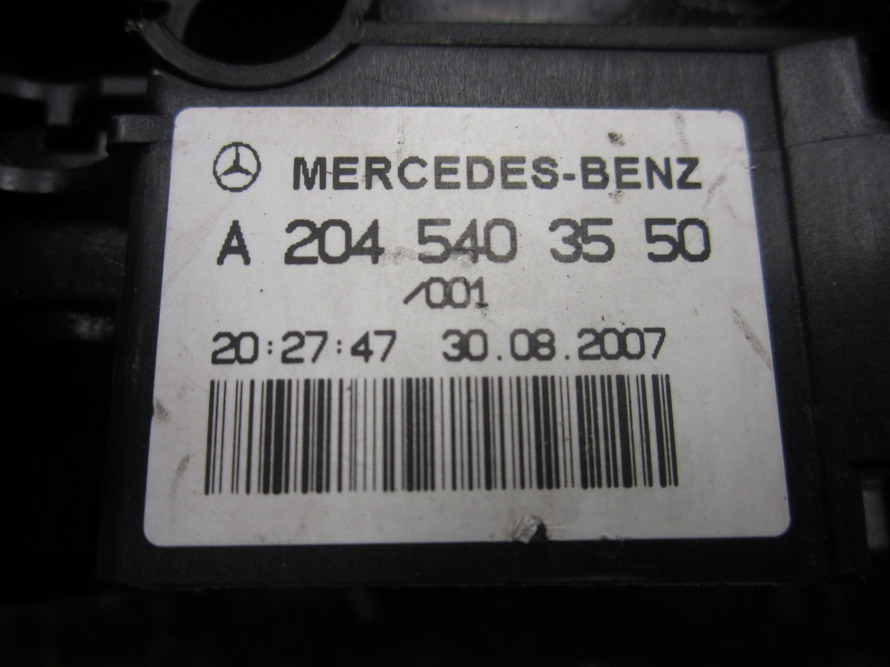 MERCEDES-BENZ
A 204 540 35 50
/001
20:27:47 30.08.2007